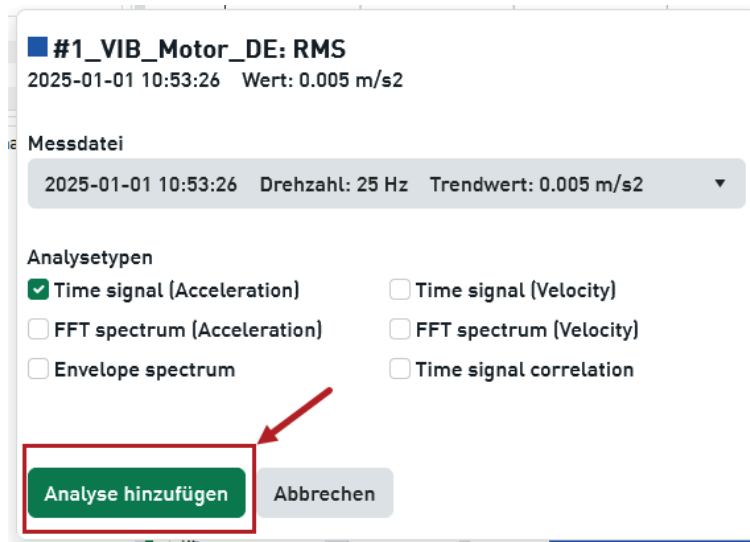 #1_VIB_Motor_DE: RMS
2025-01-01 10:53:26 Wert: 0.005 m/s2
Messdatei
2025-01-01 10:53:26 Drehzahl: 25 Hz Trendwert: 0.005 m/s2
Analysetypen
Time signal (Acceleration) Time signal (Velocity)
FFT spectrum (Acceleration) FFT spectrum (Velocity)
Envelope spectrum Time signal correlation
Analyse hinzufügen Abbrechen